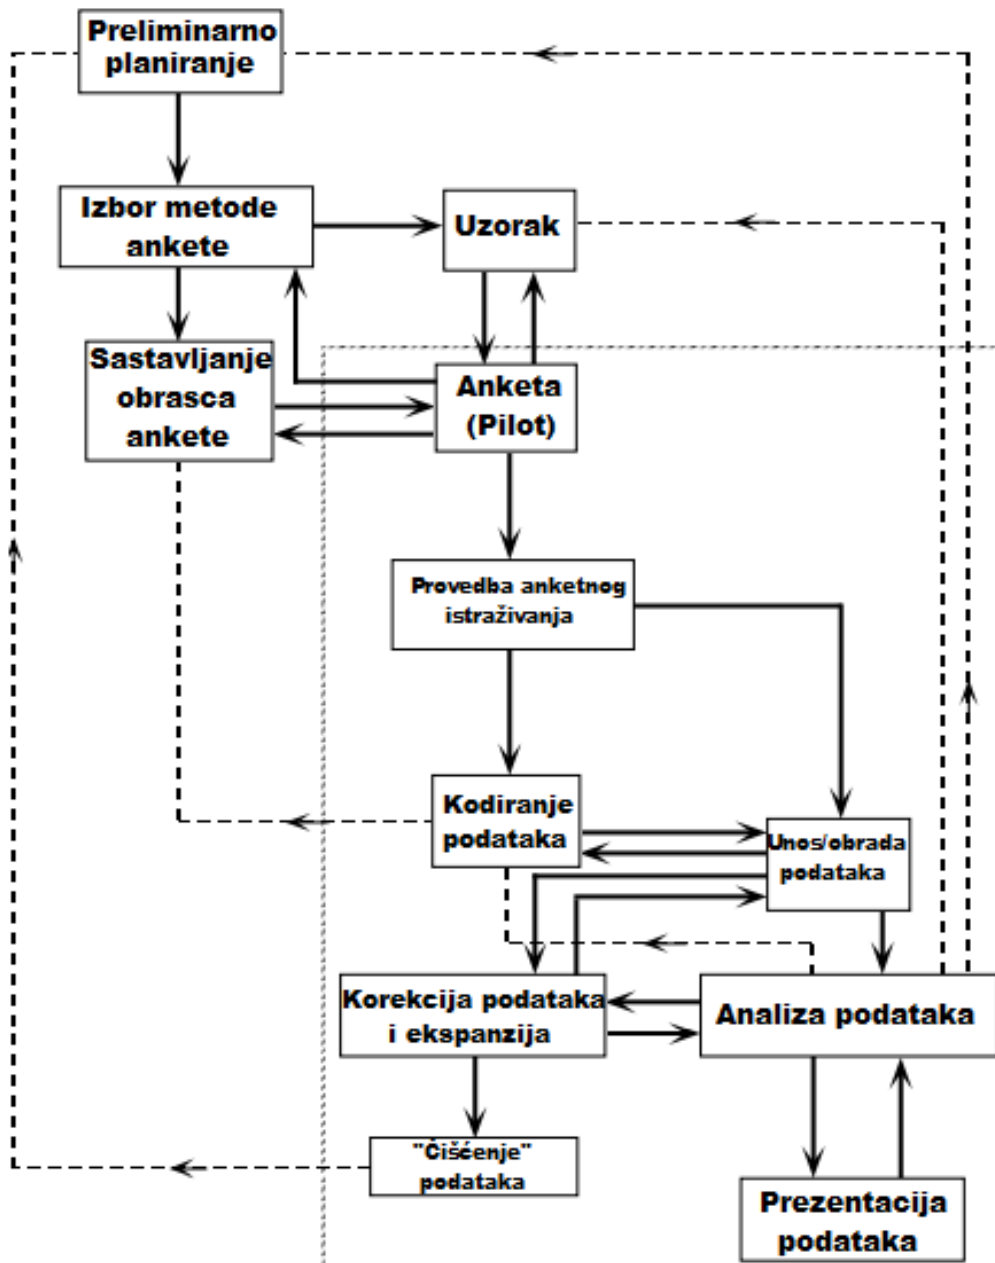 Preliminarno
planiranje
Izbor metode
ankete
Uzorak
Sastavljanje
obrasca
ankete
Anketa
(Pilot)
Provedba anketnog
istraživanja
Kodiranje
podataka
Unos/obrada
podataka
Korekcija podataka
i ekspanzija
Analiza podataka
"Čišćenje"
podataka
Prezentacija
podataka